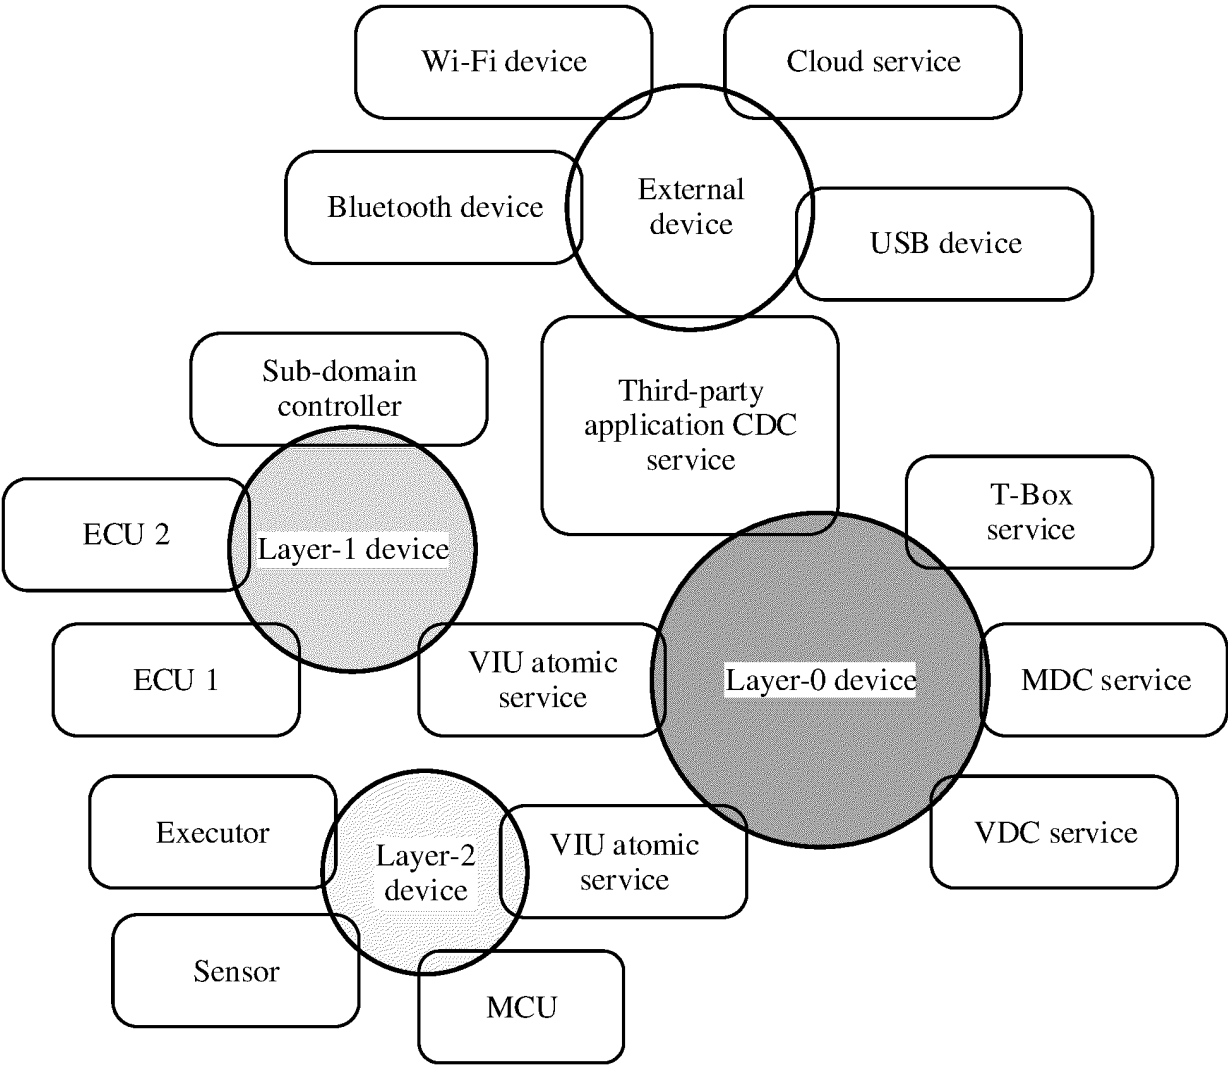 Wi-Fi device
Cloud service
Bluetooth device
External
device
USB device
Sub-domain
controller
Third-party
application CDC
service
T-Box
service
ECU 2
Layer-1 device
ECU 1
VIU atomic
service
Layer-0 device
MDC service
Executor
Layer-2
device
VIU atomic
service
VDC service
Sensor
MCU